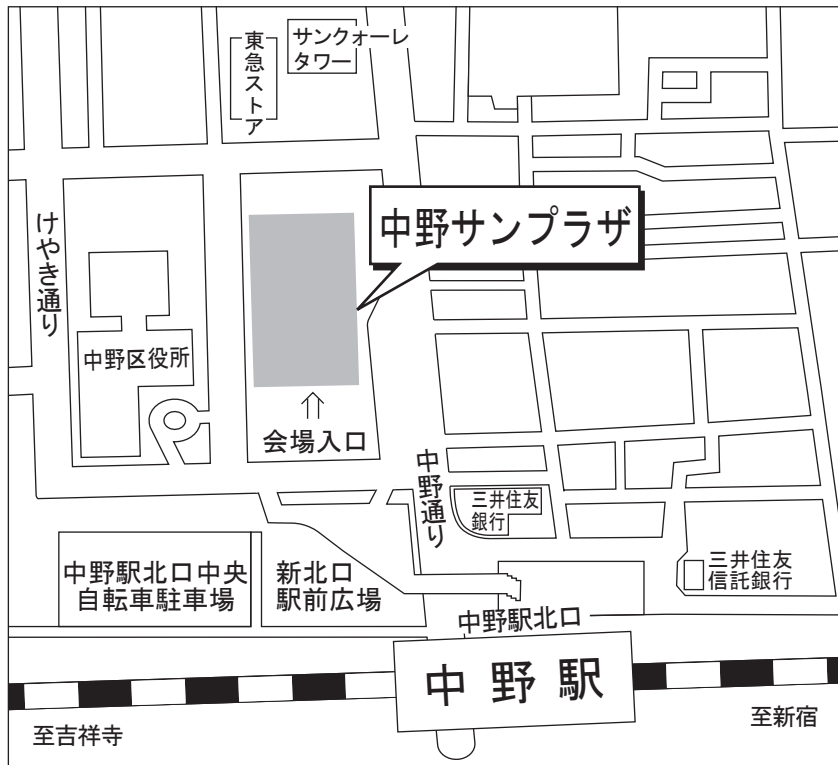 東急ストア
サンクォーレ
タワー
けやき通り
中野サンプラザ
中野区役所
会場入口
中野通り
三井住友
銀行
中野駅北口中央
自転車駐車場
新北口
駅前広場
三井住友
信託銀行
中野駅北口
中野駅
至吉祥寺
至新宿